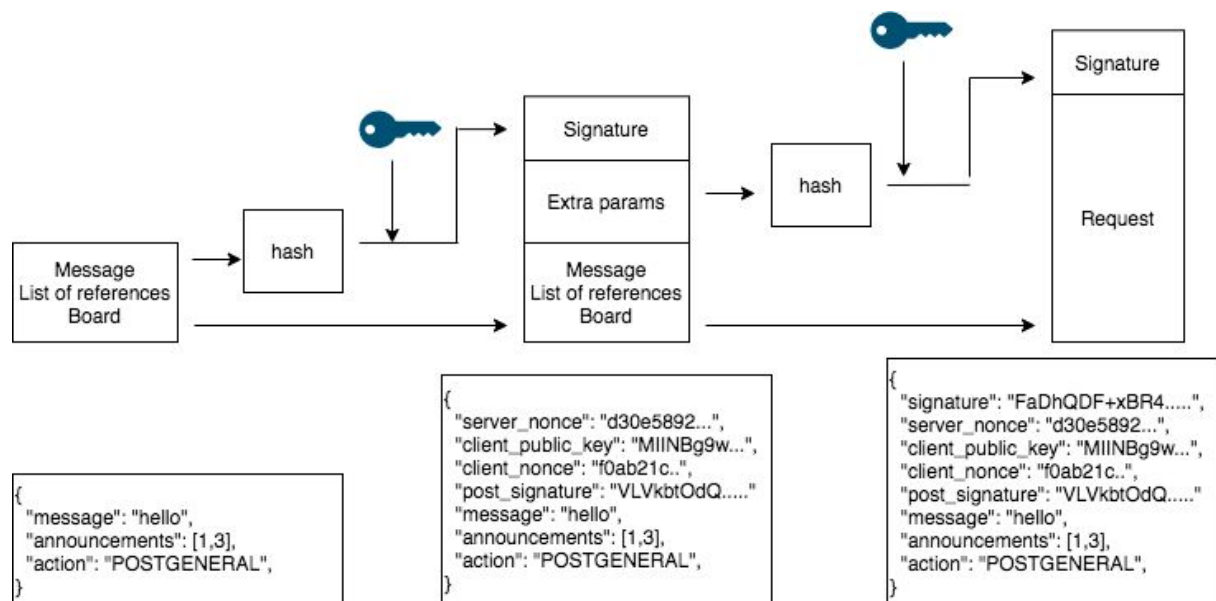 Message
List of references
Board
hash
Signature
Extra params
Message
List of references
Board
hash
Signature
Request
{
"message": "hello",
"announcements": [1,3],
"action": "POSTGENERAL",
}
{
"server_nonce": "d30e5892...",
"client_public_key": "MIINBg9w...",
"client_nonce": "f0ab21c..",
"post_signature": "VLVkbtOdQ....."
"message": "hello",
"announcements": [1,3],
"action": "POSTGENERAL",
}
{
"signature": "FaDhQDF+xBR4.....",
"server_nonce": "d30e5892...",
"client_public_key": "MIINBg9w...",
"client_nonce": "f0ab21c..",
"post_signature": "VLVkbtOdQ....."
"message": "hello",
"announcements": [1,3],
"action": "POSTGENERAL",
}